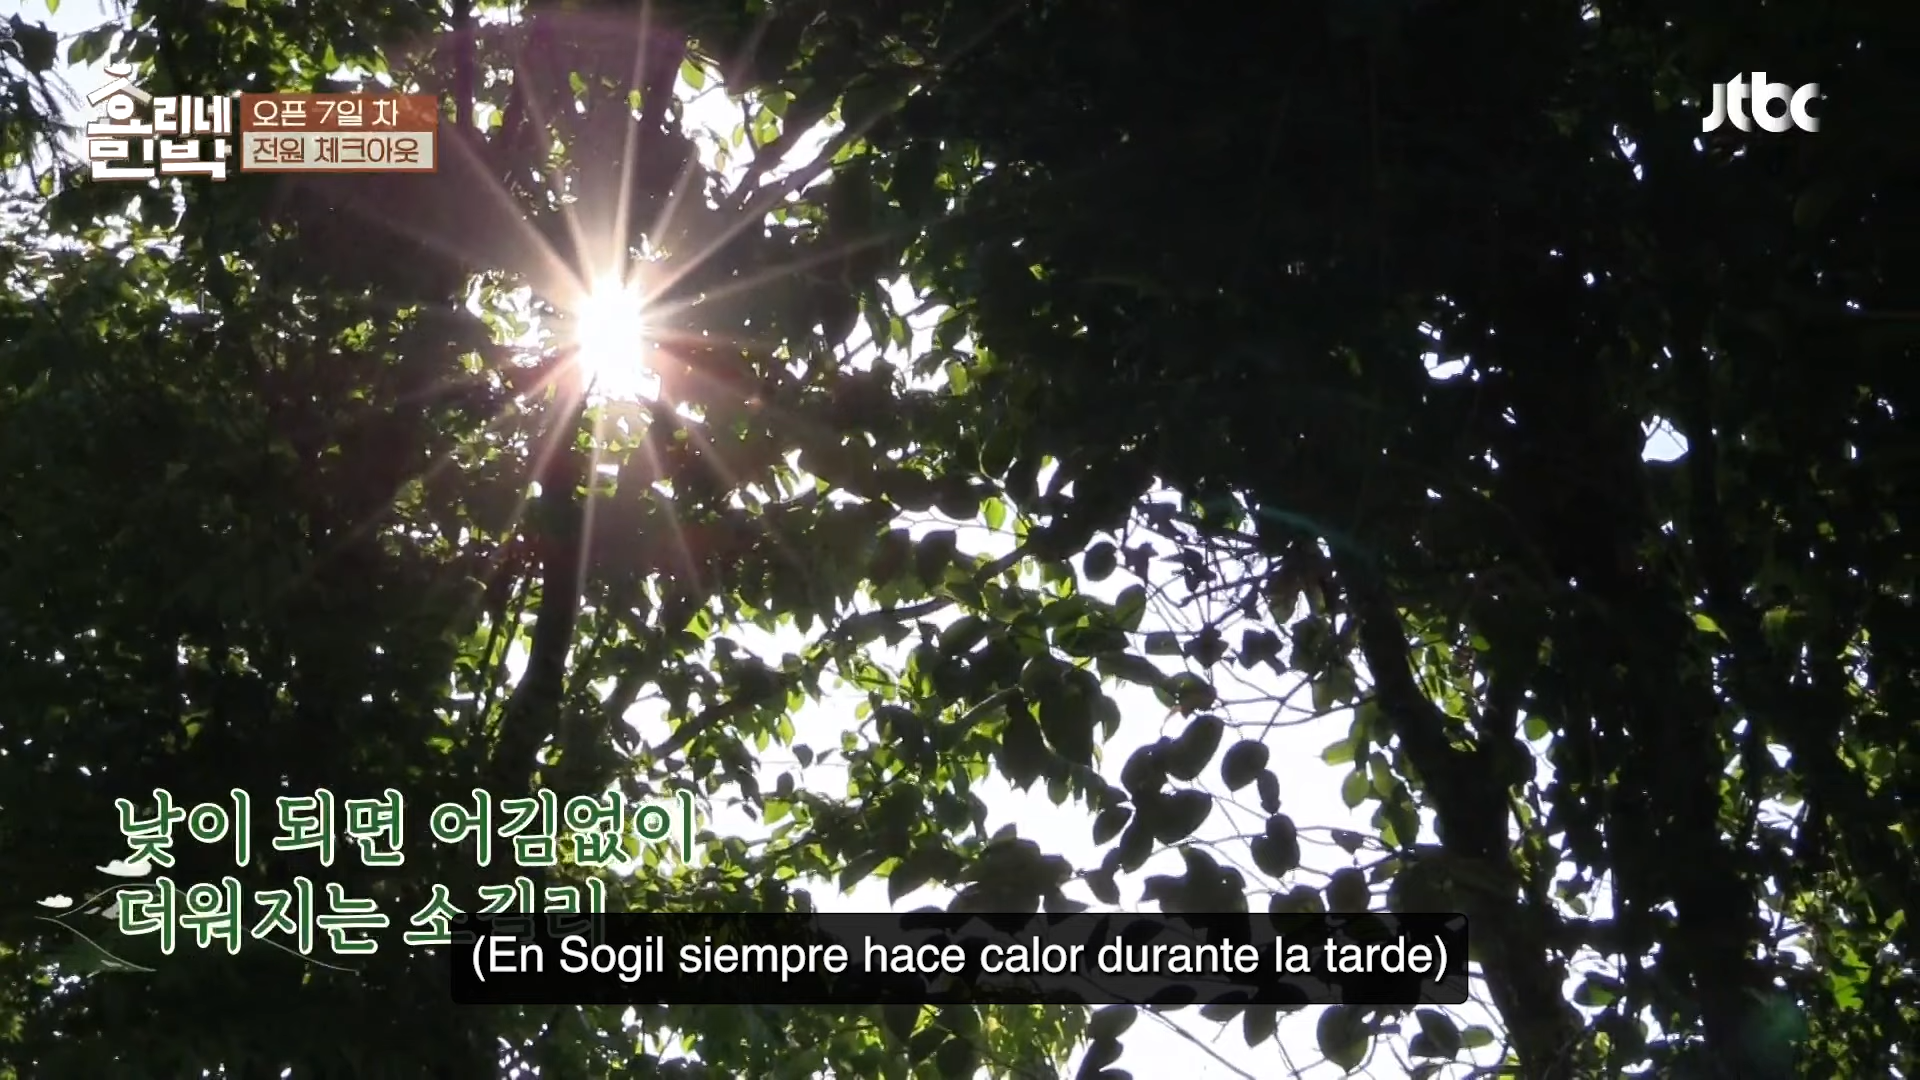 효리네
민박
오픈 7일 차
전원 체크아웃
jtbc
낮이 되면 어김없이
더워지는 소길리
(En Sogil siempre hace calor durante la tarde)